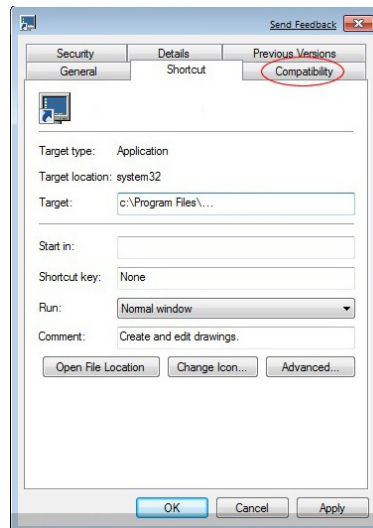 Send Feedback
Security Details Previous Versions
General Shortcut Compatibility
Target type: Application
Target location: system32
Target: c:\Program Files\...
Start in:
Shortcut key: None
Run: Normal window
Comment: Create and edit drawings.
Open File Location Change Icon... Advanced...
OK Cancel Apply